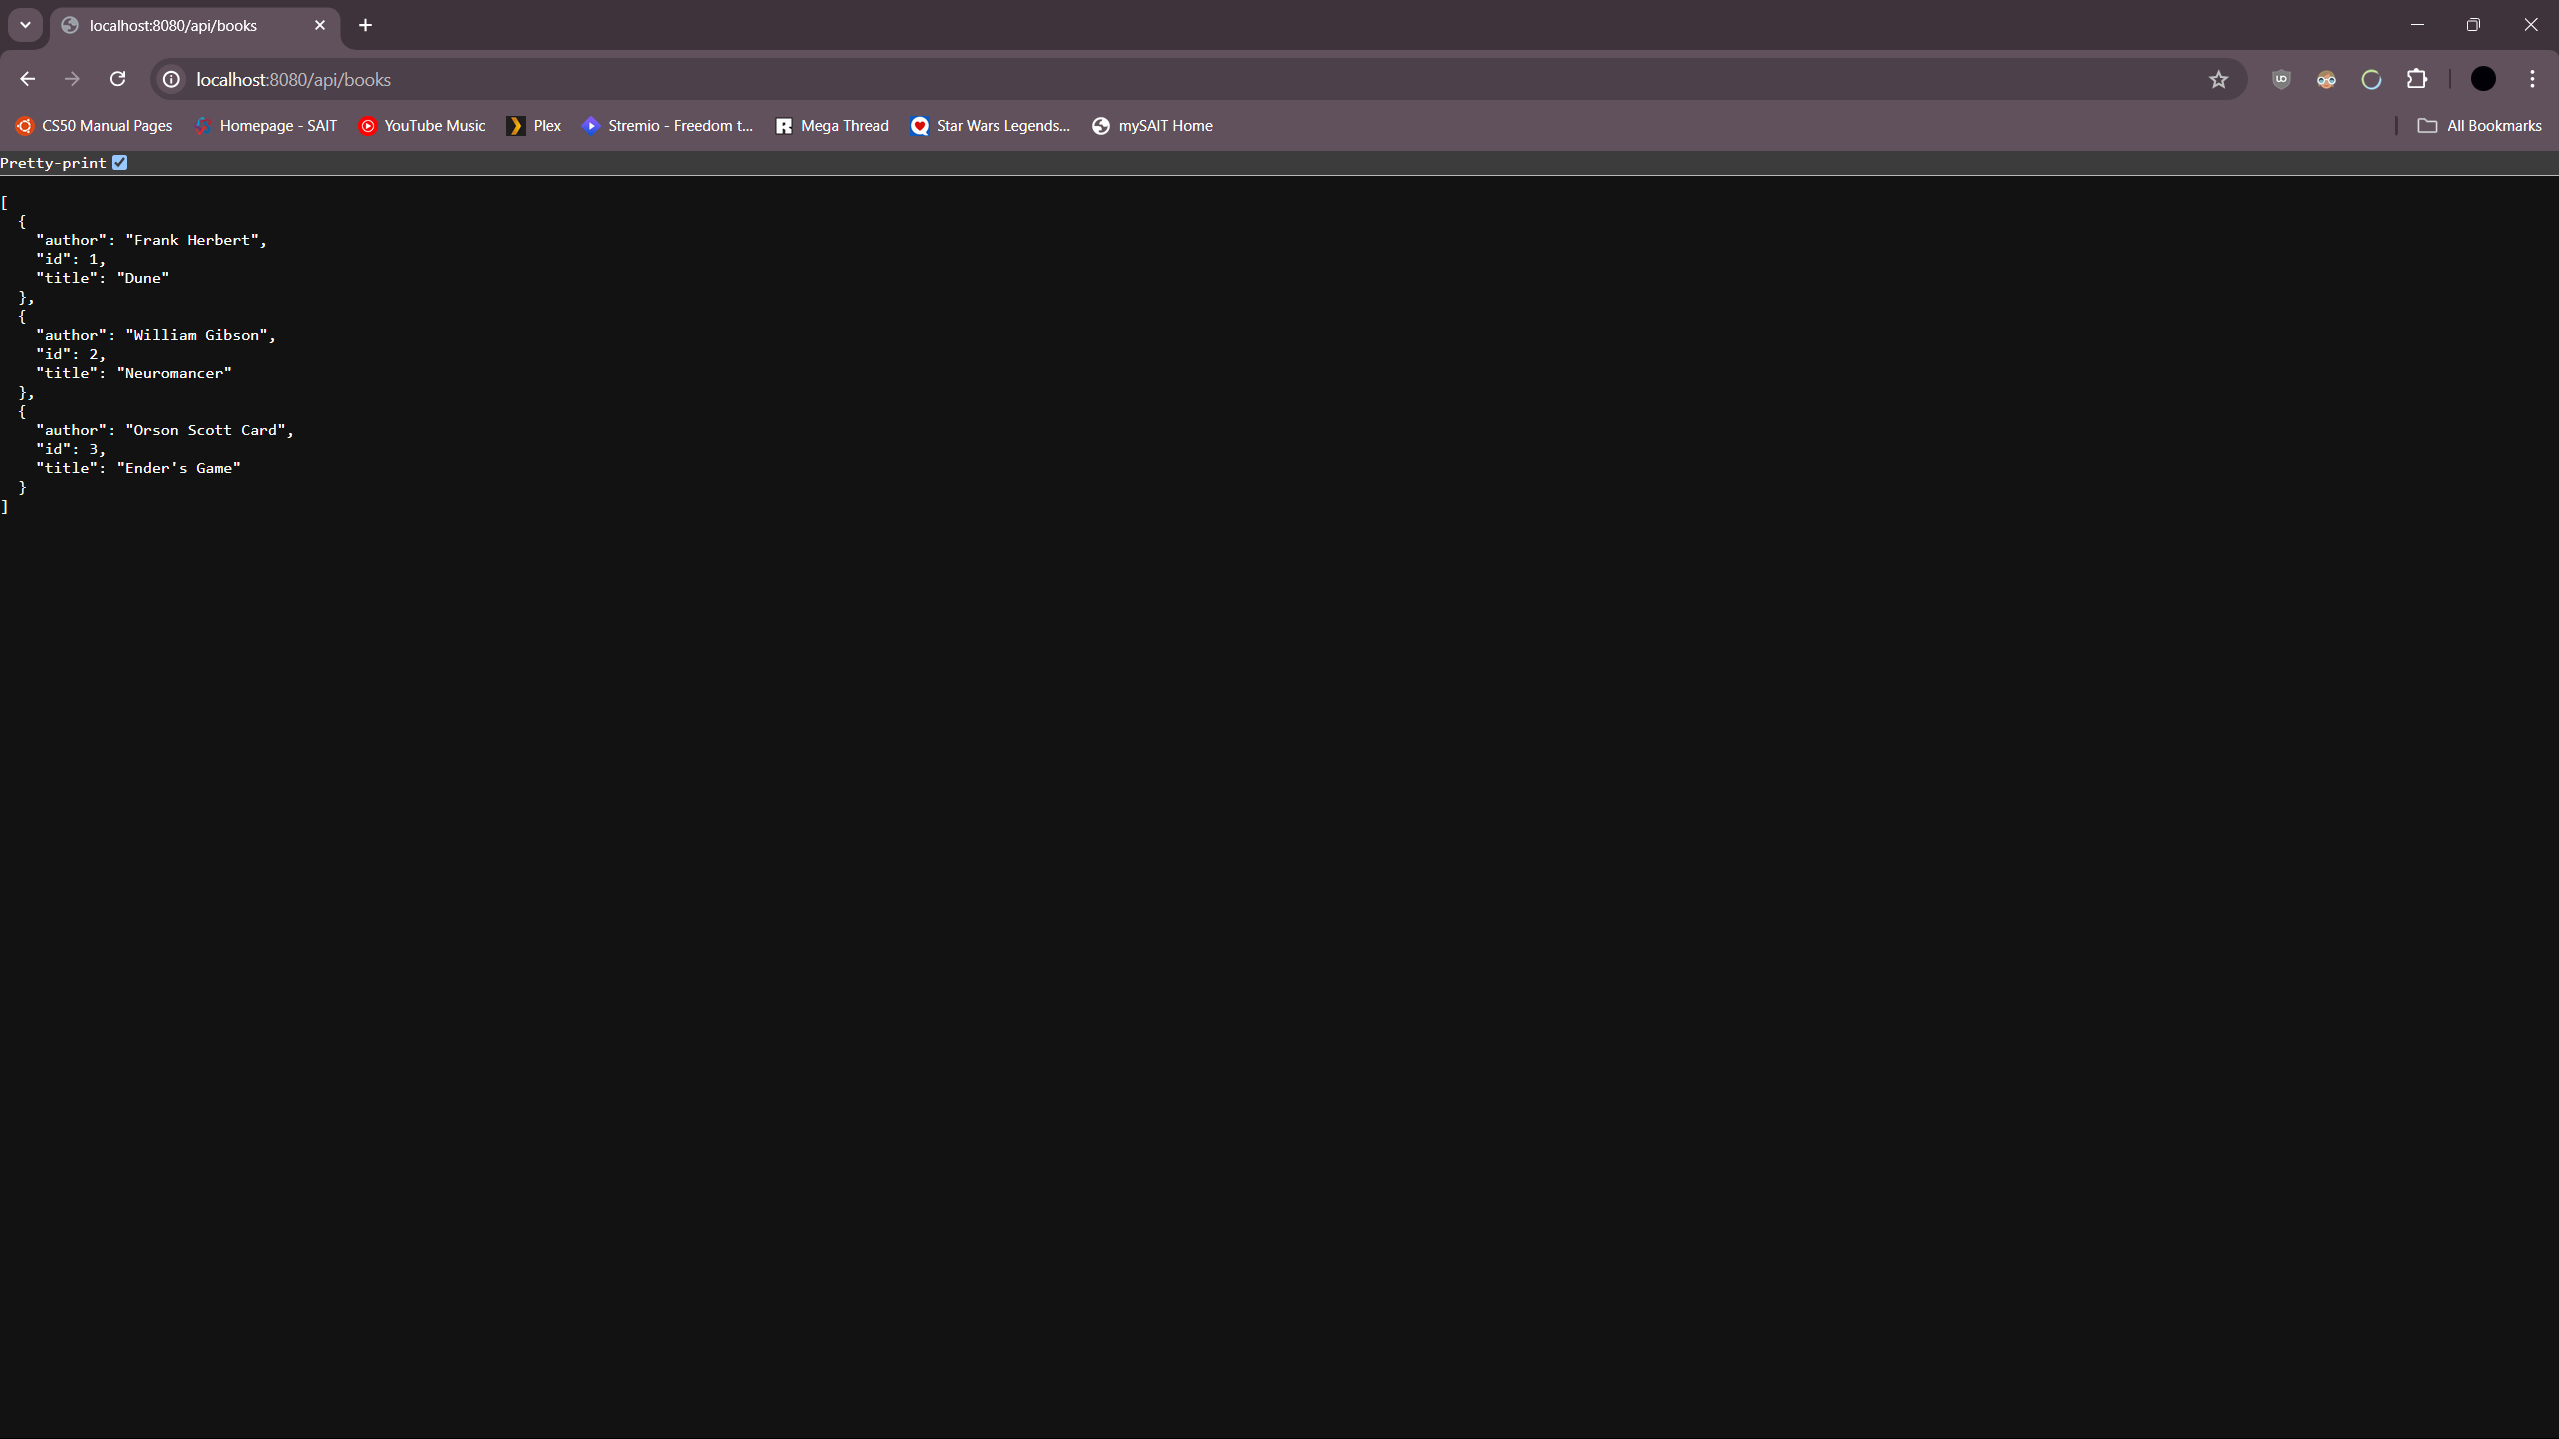 localhost:8080/api/books
localhost:8080/api/books
CS50 Manual Pages Homepage - SAIT YouTube Music Plex Stremio - Freedom t... Mega Thread Star Wars Legends... mySAIT Home All Bookmarks
Pretty-print
[
  {
    "author": "Frank Herbert",
    "id": 1,
    "title": "Dune"
  },
  {
    "author": "William Gibson",
    "id": 2,
    "title": "Neuromancer"
  },
  {
    "author": "Orson Scott Card",
    "id": 3,
    "title": "Ender's Game"
  }
]